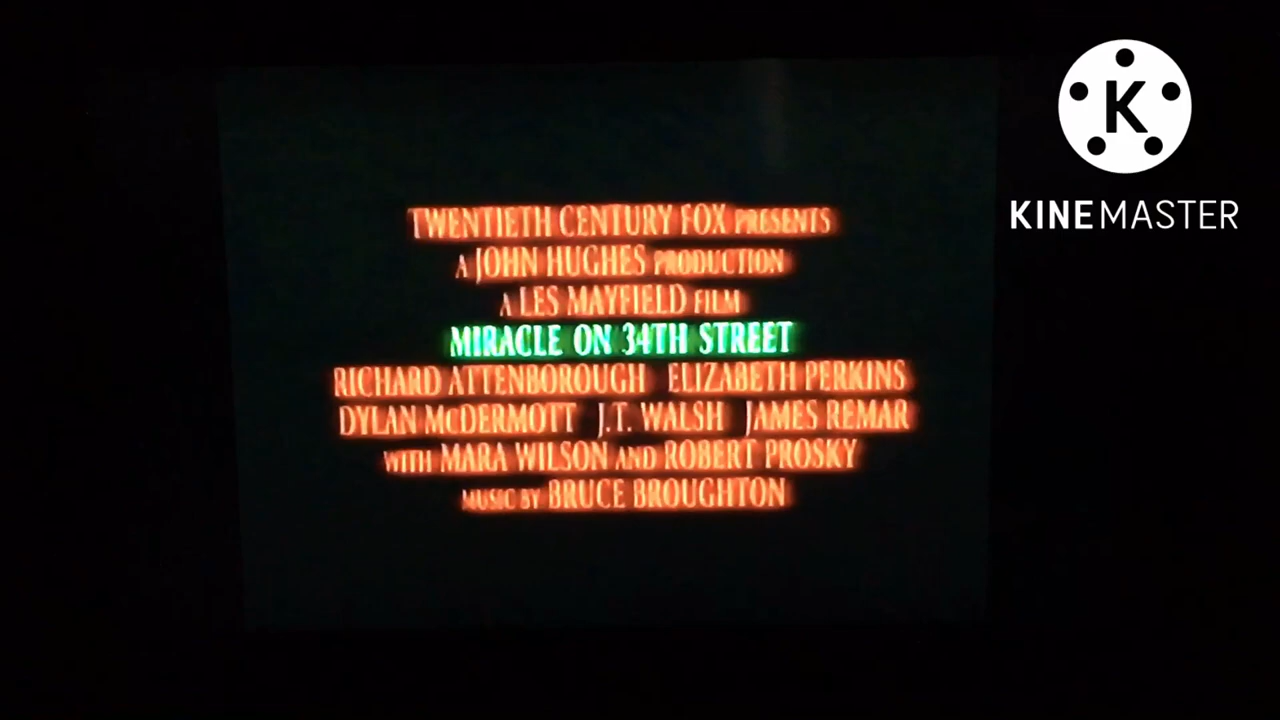 TWENTIETH CENTURY FOX PRESENTS
A JOHN HUGHES PRODUCTION
A LES MAYFIELD FILM
MIRACLE ON 34TH STREET
RICHARD ATTENBOROUGH ELIZABETH PERKINS
DYLAN McDERMOTT J.T. WALSH JAMES REMAR
WITH MARA WILSON AND ROBERT PROSKY
MUSIC BY BRUCE BROUGHTON
K
KINEMASTER